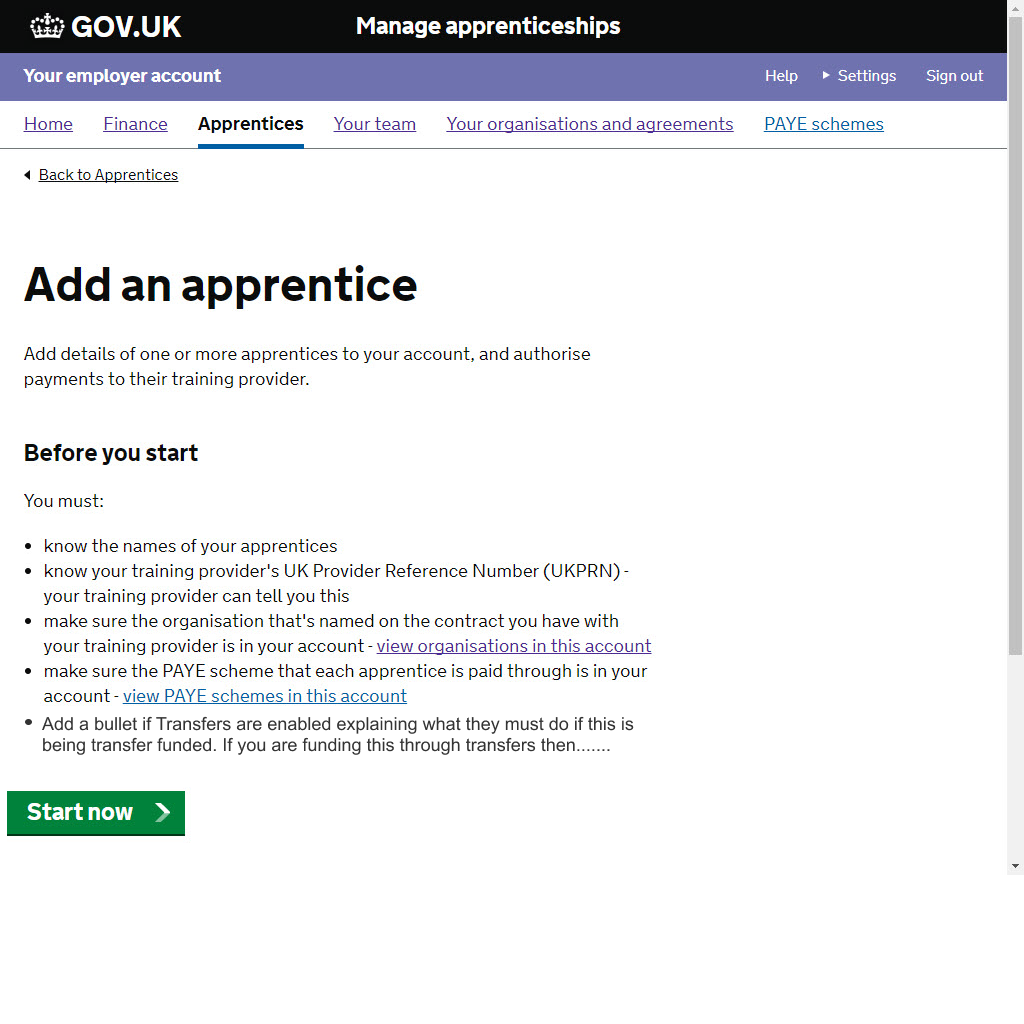 GOV.UK
Manage apprenticeships
Your employer account
Help
Settings
Sign out
Home
Finance
Apprentices
Your team
Your organisations and agreements
PAYE schemes
Back to Apprentices
Add an apprentice
Add details of one or more apprentices to your account, and authorise
payments to their training provider.
Before you start
You must:
know the names of your apprentices
know your training provider's UK Provider Reference Number (UKPRN) -
your training provider can tell you this
make sure the organisation that's named on the contract you have with
your training provider is in your account - view organisations in this account
make sure the PAYE scheme that each apprentice is paid through is in your
account - view PAYE schemes in this account
Add a bullet if Transfers are enabled explaining what they must do if this is
being transfer funded. If you are funding this through transfers then.......
Start now